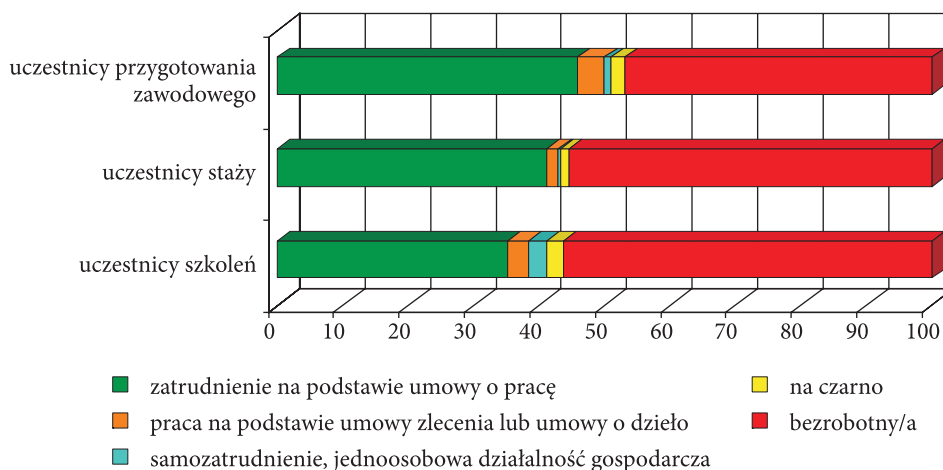 uczestnicy przygotowania
zawodowego
uczestnicy staży
uczestnicy szkoleń
0 10 20 30 40 50 60 70 80 90 100
zatrudnienie na podstawie umowy o pracę
praca na podstawie umowy zlecenia lub umowy o dzieło
samozatrudnienie, jednoosobowa działalność gospodarcza
na czarno
bezrobotny/a